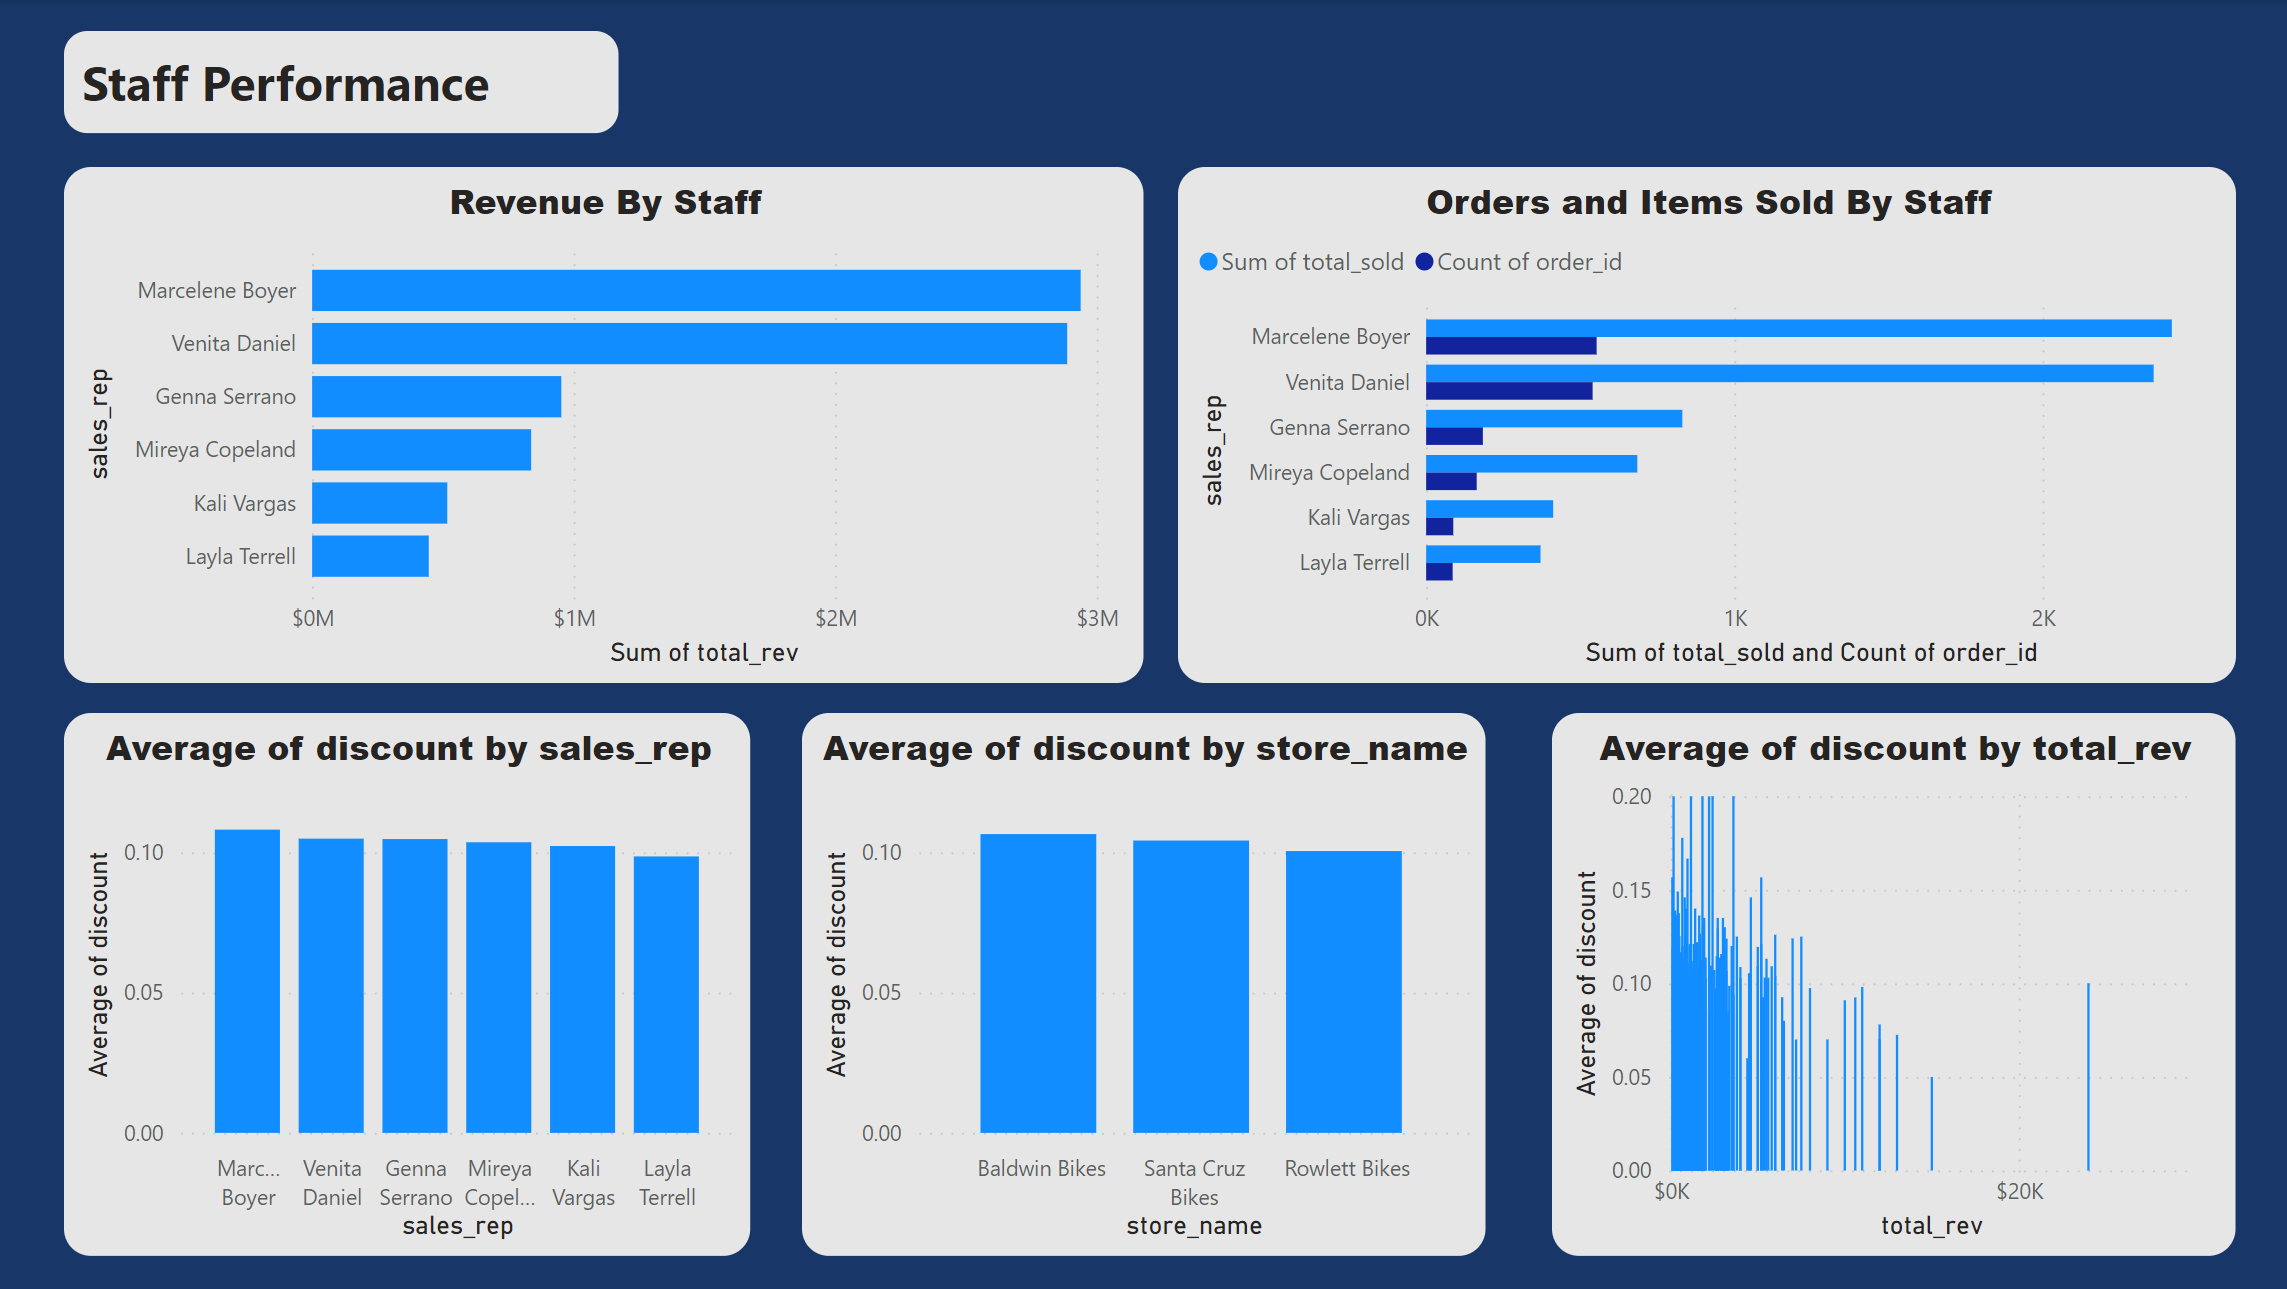 Staff Performance
Revenue By Staff
sales_rep
Marcelene Boyer
Venita Daniel
Genna Serrano
Mireya Copeland
Kali Vargas
Layla Terrell
$0M $1M $2M $3M
Sum of total_rev
Orders and Items Sold By Staff
Sum of total_sold Count of order_id
sales_rep
Marcelene Boyer
Venita Daniel
Genna Serrano
Mireya Copeland
Kali Vargas
Layla Terrell
0K 1K 2K
Sum of total_sold and Count of order_id
Average of discount by sales_rep
Average of discount
0.10
0.05
0.00
Marc... Venita Genna Mireya Kali Layla
Boyer Daniel Serrano Copel... Vargas Terrell
sales_rep
Average of discount by store_name
Average of discount
0.10
0.05
0.00
Baldwin Bikes Santa Cruz Rowlett Bikes
Bikes
store_name
Average of discount by total_rev
Average of discount
0.20
0.15
0.10
0.05
0.00
$0K $20K
total_rev